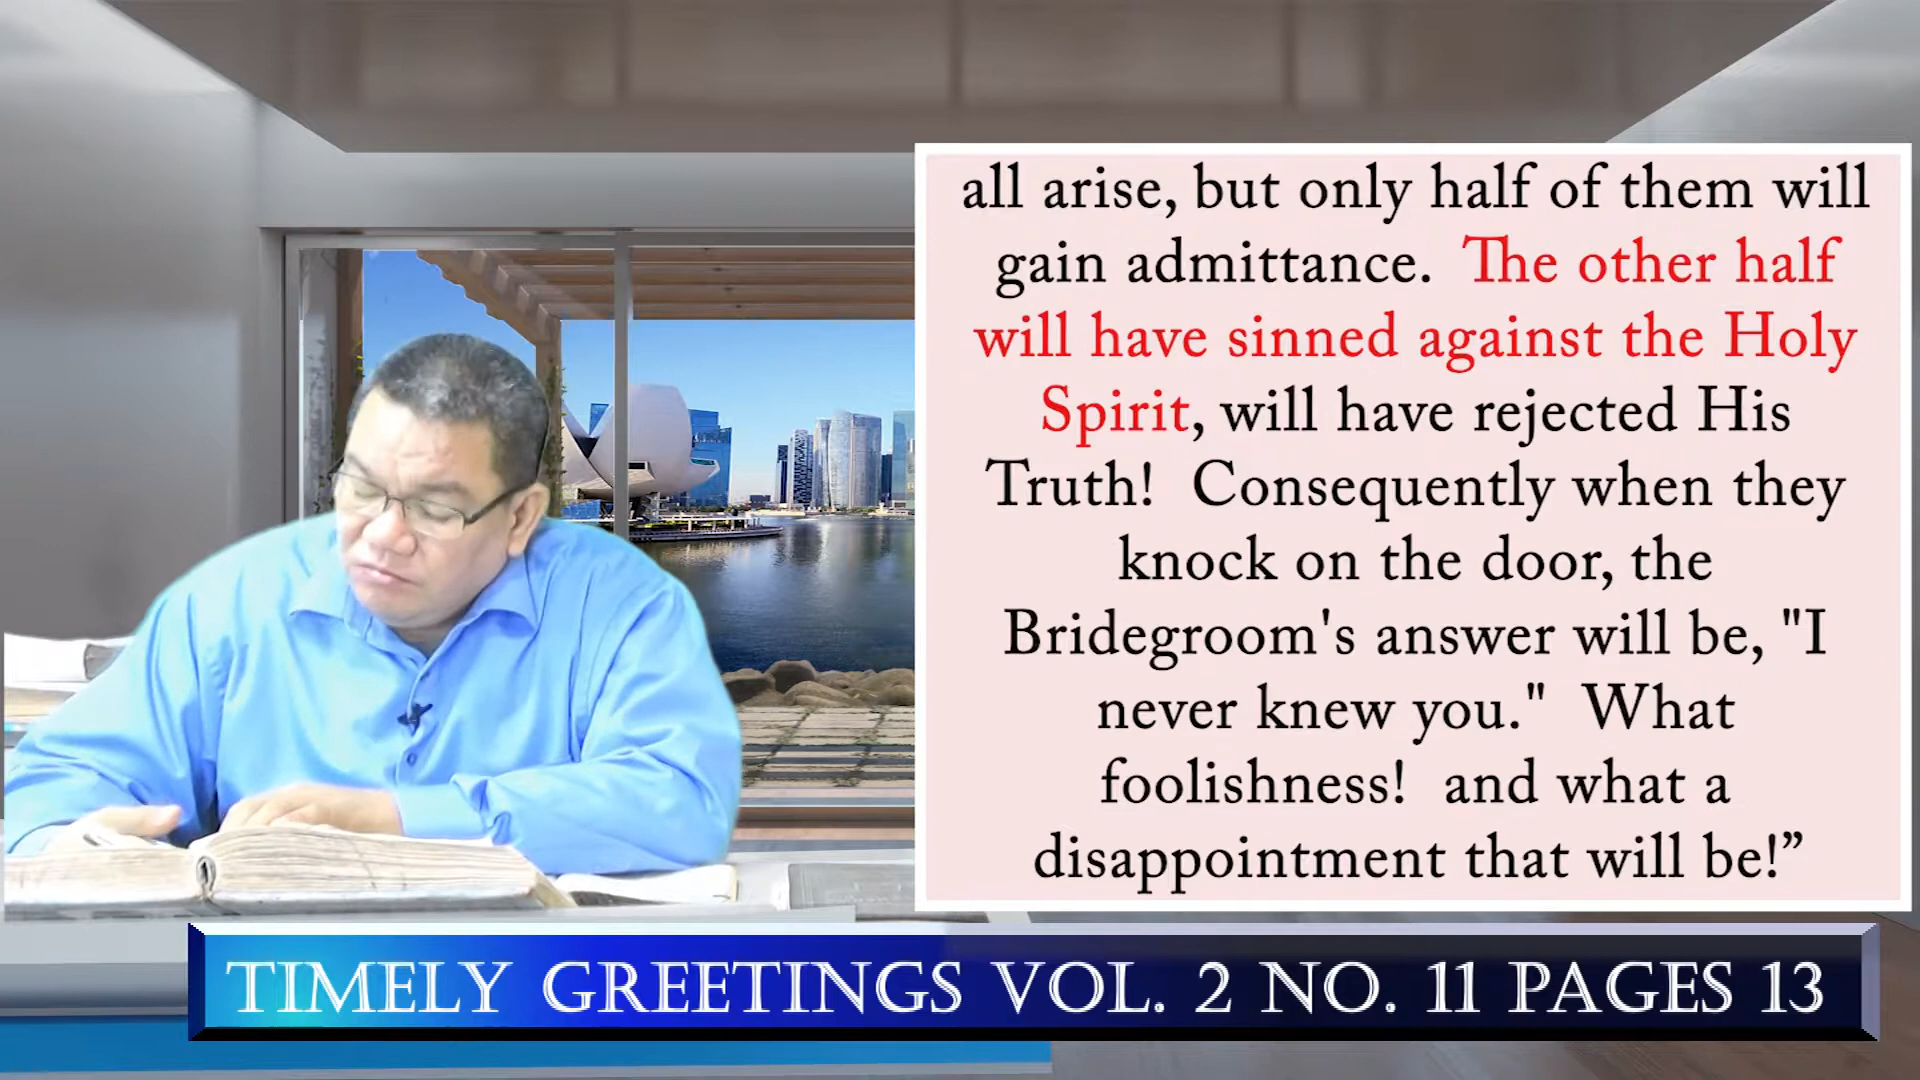 all arise, but only half of them will
gain admittance. The other half
will have sinned against the Holy
Spirit, will have rejected His
Truth! Consequently when they
knock on the door, the
Bridegroom's answer will be, "I
never knew you." What
foolishness! and what a
disappointment that will be!”
TIMELY GREETINGS VOL. 2 NO. 11 PAGES 13